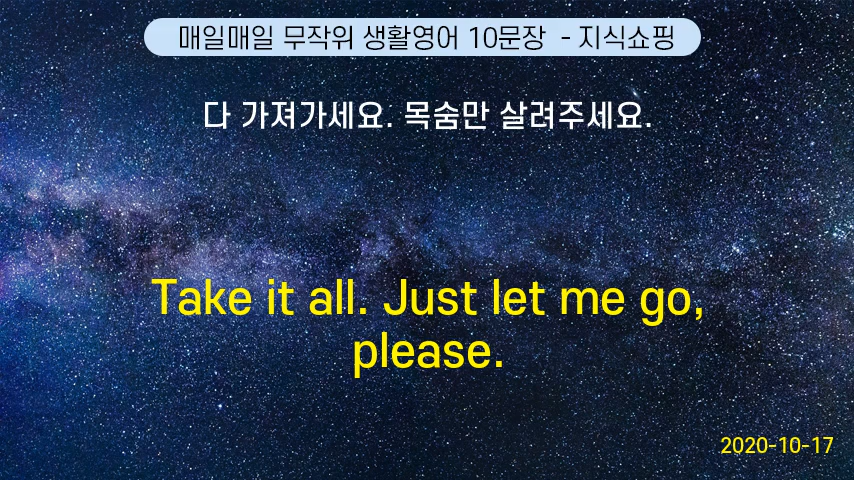 매일매일 무작위 생활영어 10문장 - 지식쇼핑
다 가져가세요. 목숨만 살려주세요.
Take it all. Just let me go,
please.
2020-10-17